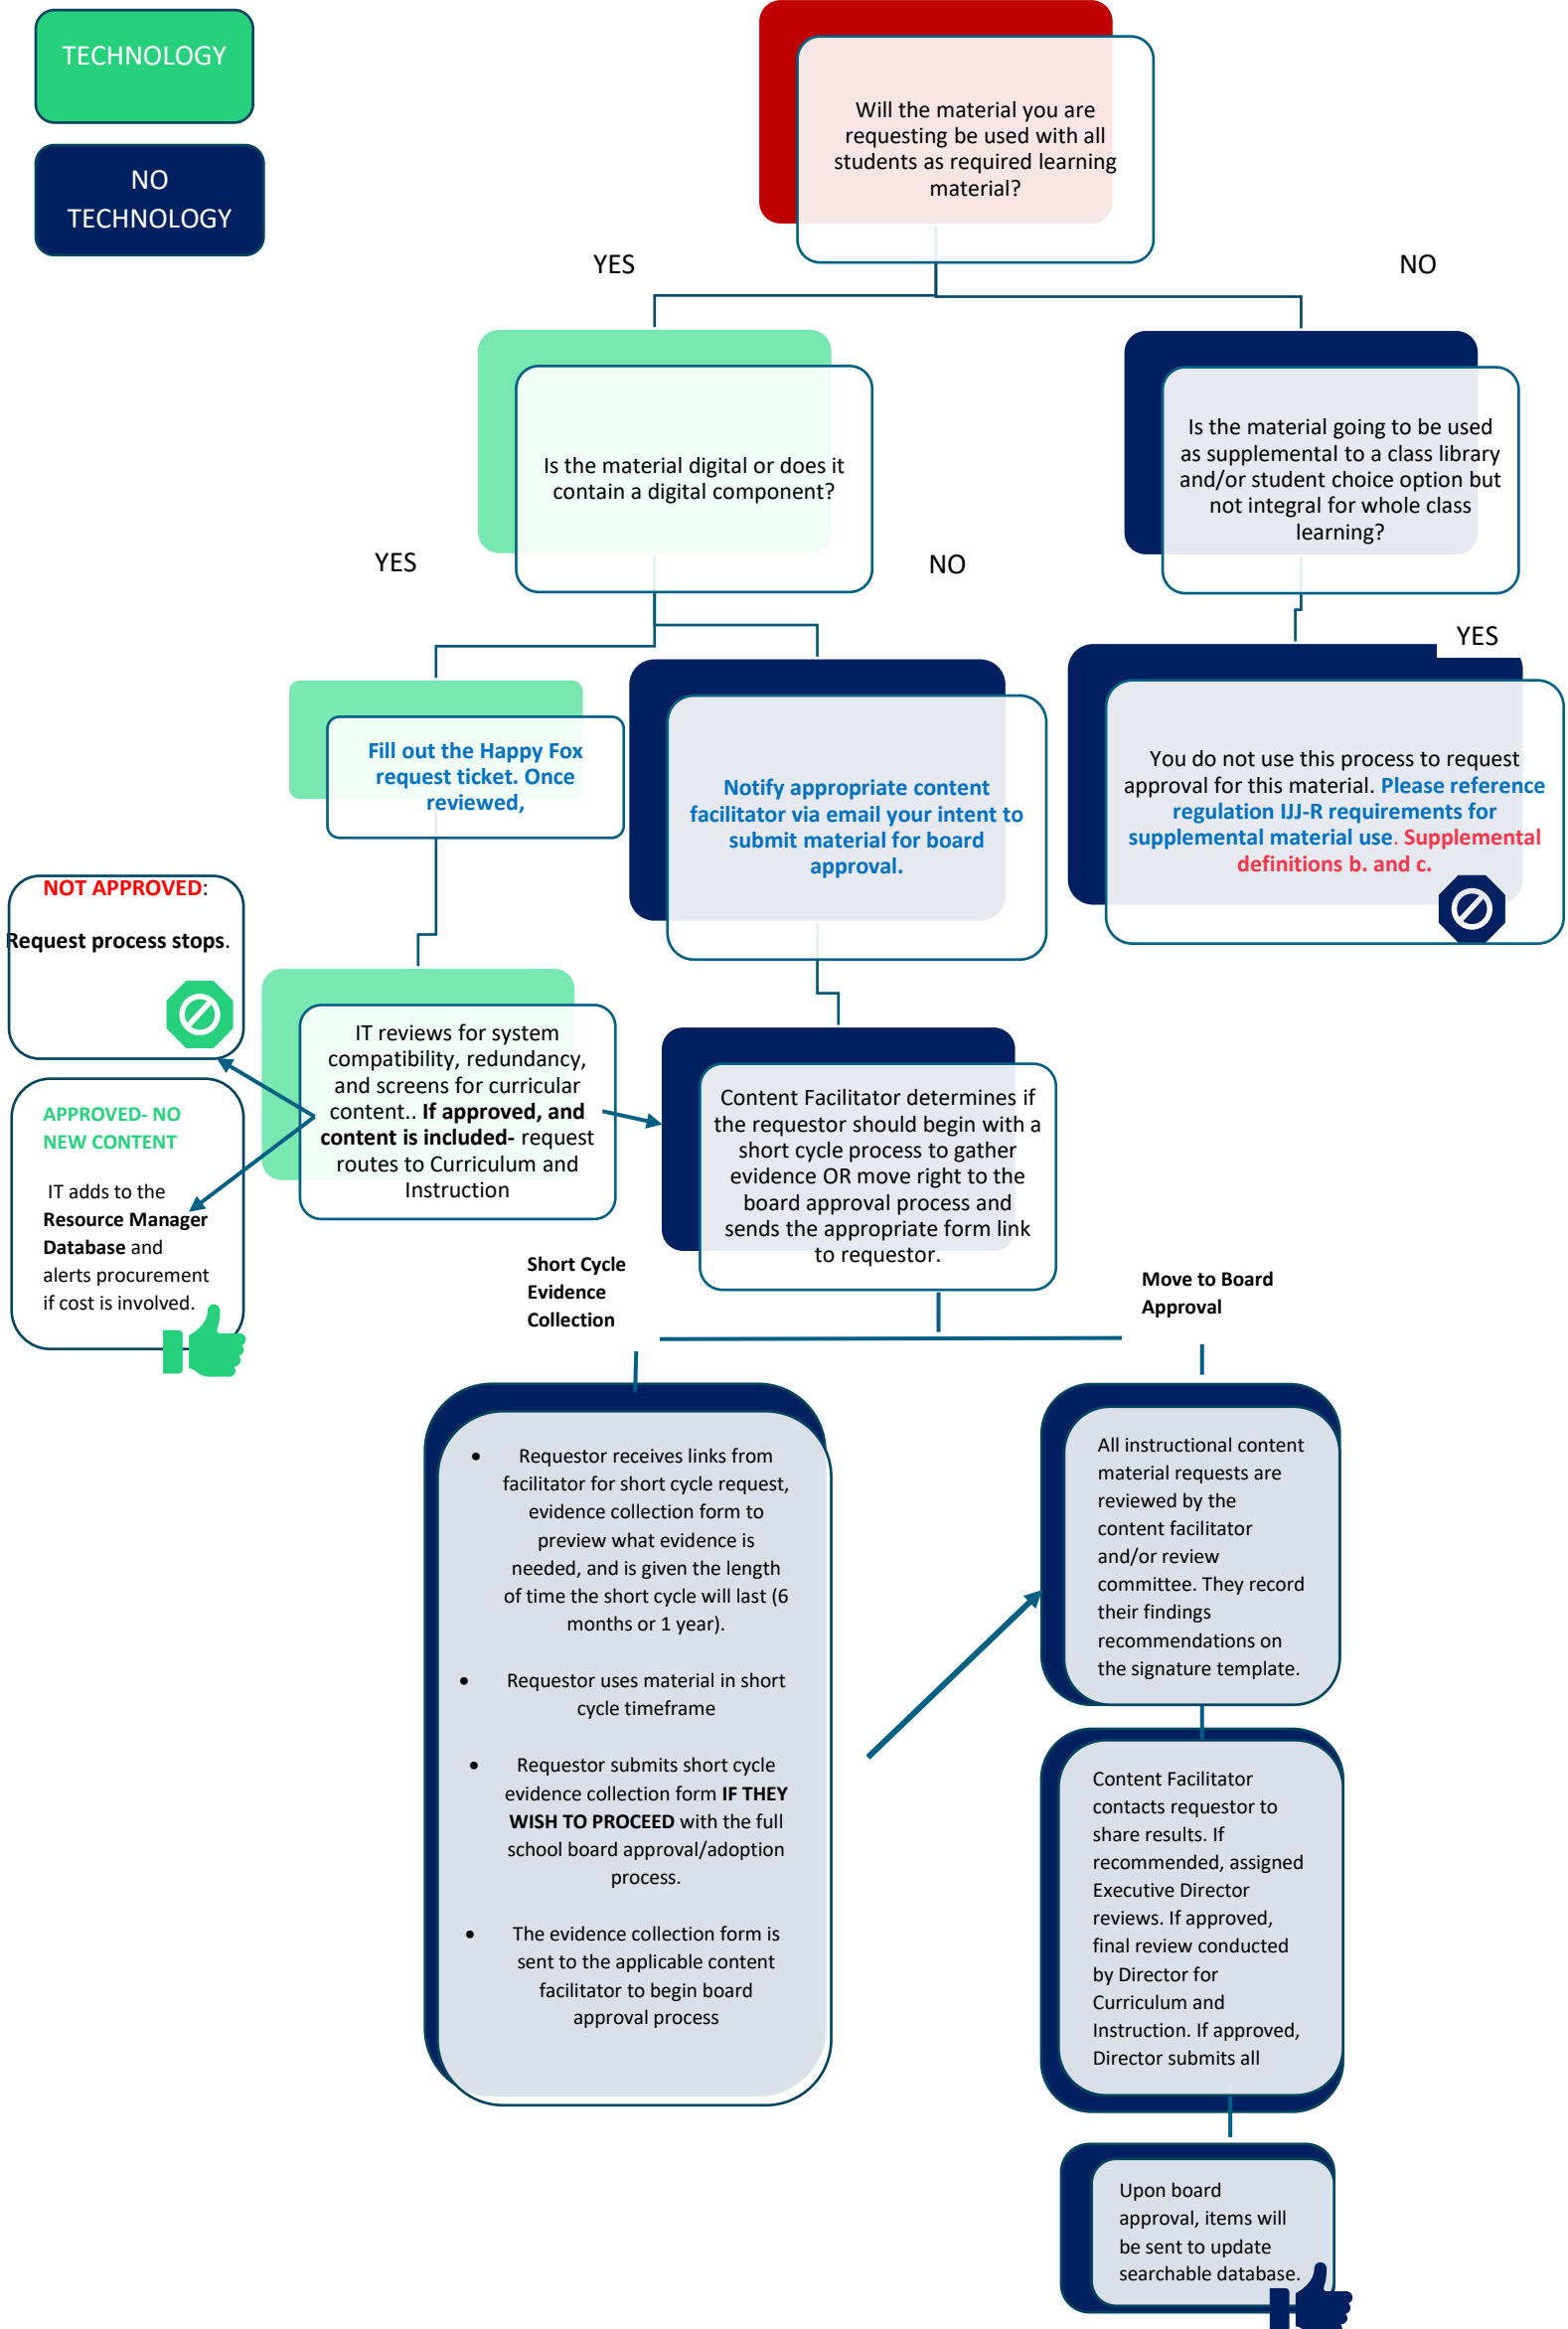 TECHNOLOGY
NO
TECHNOLOGY
Will the material you are
requesting be used with all
students as required learning
material?
YES
NO
Is the material digital or does it
contain a digital component?
Is the material going to be used
as supplemental to a class library
and/or student choice option but
not integral for whole class
learning?
YES
NO
YES
Fill out the Happy Fox
request ticket. Once
reviewed,
Notify appropriate content
facilitator via email your intent to
submit material for board
approval.
You do not use this process to request
approval for this material. Please reference
regulation IJJ-R requirements for
supplemental material use. Supplemental
definitions b. and c.
NOT APPROVED:
Request process stops.
IT reviews for system
compatibility, redundancy,
and screens for curricular
content.. If approved, and
content is included- request
routes to Curriculum and
Instruction
APPROVED- NO
NEW CONTENT
IT adds to the
Resource Manager
Database and
alerts procurement
if cost is involved.
Content Facilitator determines if
the requestor should begin with a
short cycle process to gather
evidence OR move right to the
board approval process and
sends the appropriate form link
to requestor.
Short Cycle
Evidence
Collection
Move to Board
Approval
• Requestor receives links from
facilitator for short cycle request,
evidence collection form to
preview what evidence is
needed, and is given the length
of time the short cycle will last (6
months or 1 year).
• Requestor uses material in short
cycle timeframe
• Requestor submits short cycle
evidence collection form IF THEY
WISH TO PROCEED with the full
school board approval/adoption
process.
• The evidence collection form is
sent to the applicable content
facilitator to begin board
approval process
All instructional content
material requests are
reviewed by the
content facilitator
and/or review
committee. They record
their findings
recommendations on
the signature template.
Content Facilitator
contacts requestor to
share results. If
recommended, assigned
Executive Director
reviews. If approved,
final review conducted
by Director for
Curriculum and
Instruction. If approved,
Director submits all
Upon board
approval, items will
be sent to update
searchable database.